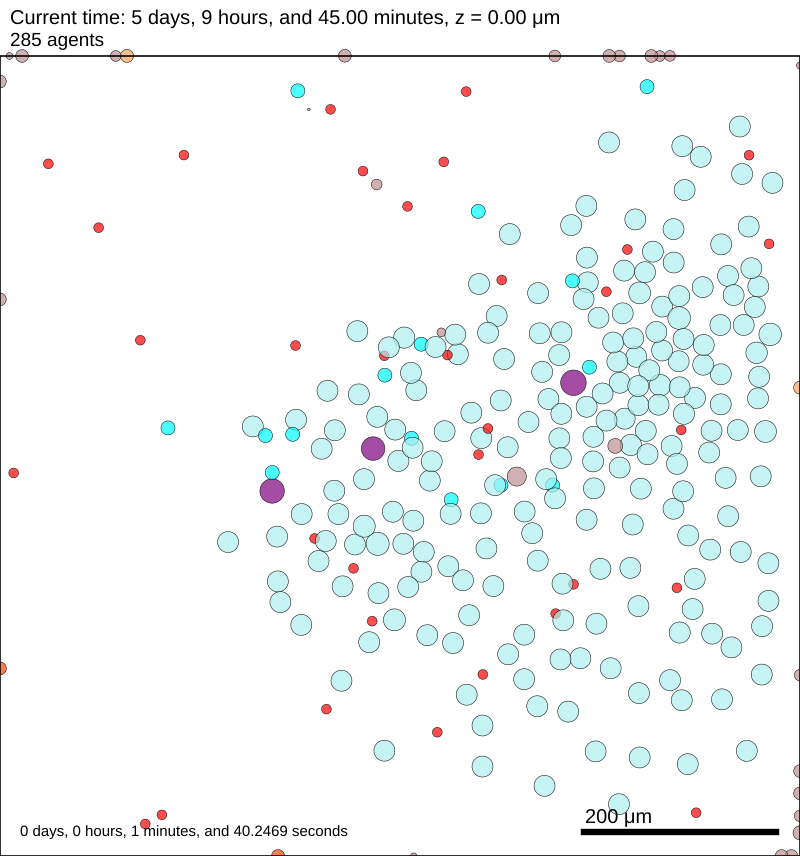 Current time: 5 days, 9 hours, and 45.00 minutes, z = 0.00 μm
285 agents
200 μm
0 days, 0 hours, 1 minutes, and 40.2469 seconds